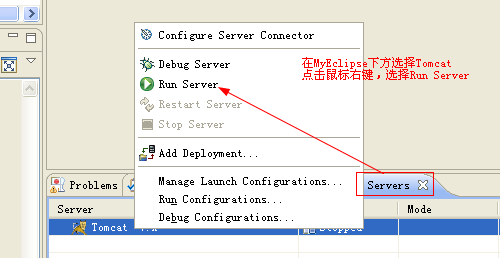 Configure Server Connector
Debug Server
Run Server
Restart Server
Stop Server
Add Deployment...
Manage Launch Configurations...
Run Configurations...
Debug Configurations...
在MyEclipse下方选择Tomcat
点击鼠标右键，选择Run Server
Problems
Servers
Server
Mode
Tomcat
Stopped